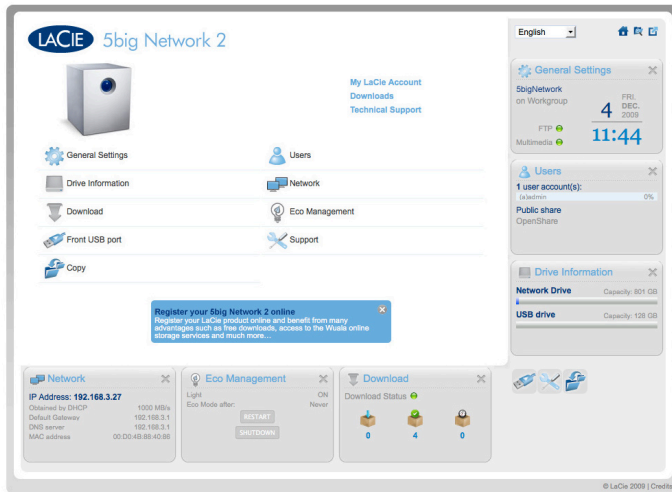 LACIE 5big Network 2
My LaCie Account
Downloads
Technical Support
General Settings
Users
Drive Information
Network
Download
Eco Management
Front USB port
Support
Copy
Register your 5big Network 2 online
Register your LaCie product online and benefit from many
advantages such as free downloads, access to the Wuala online
storage services and much more...
English
General Settings
5bigNetwork
on Workgroup
4 FRI.
DEC.
2009
FTP
Multimedia
11:44
Users
1 user account(s):
(a)admin 0%
Public share
OpenShare
Drive Information
Network Drive Capacity: 801 GB
USB drive Capacity: 128 GB
Network
IP Address: 192.168.3.27
Obtained by DHCP 1000 MB/s
Default Gateway 192.168.3.1
DNS server 192.168.3.1
MAC address 00:D0:4B:88:40:86
Eco Management
Light ON
Eco Mode after: Never
RESTART
SHUTDOWN
Download
Download Status
0 4 0
© LaCie 2009 | Credits